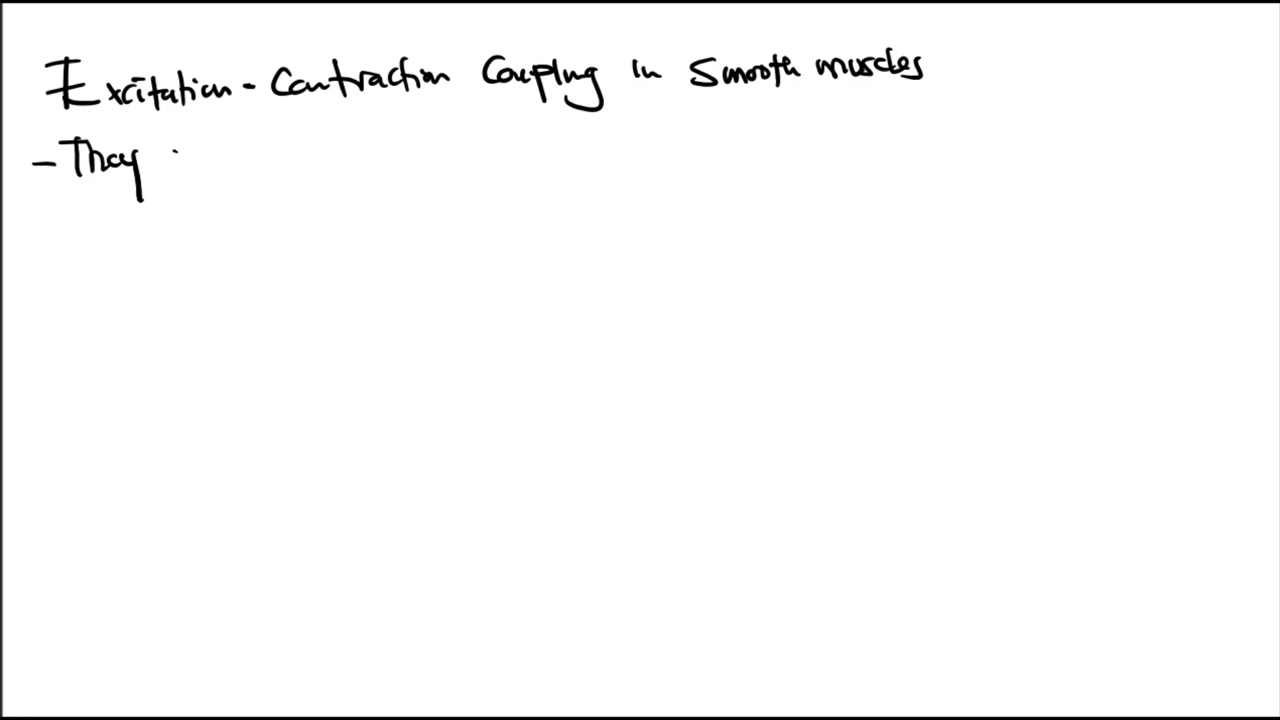 Excitation - Contraction Coupling in Smooth muscles
- They